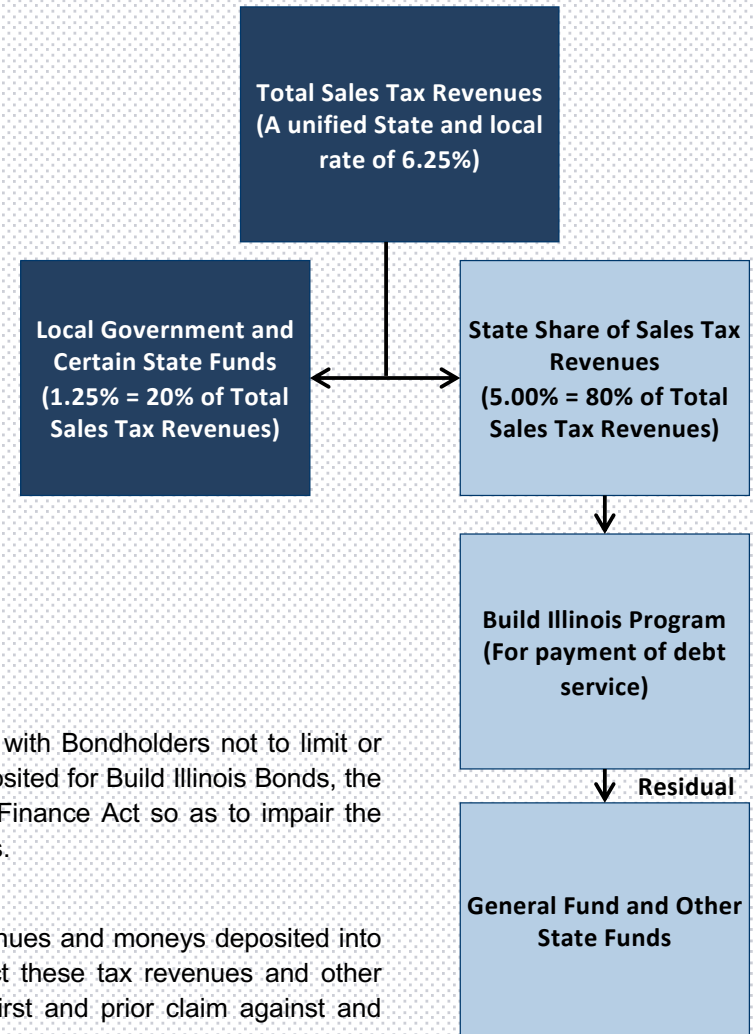 Total Sales Tax Revenues
(A unified State and local
rate of 6.25%)
Local Government and
Certain State Funds
(1.25% = 20% of Total
Sales Tax Revenues)
State Share of Sales Tax
Revenues
(5.00% = 80% of Total
Sales Tax Revenues)
Build Illinois Program
(For payment of debt
service)
Residual
General Fund and Other
State Funds
with Bondholders not to limit or
posited for Build Illinois Bonds, the
Finance Act so as to impair the
s.
nues and moneys deposited into
ct these tax revenues and other
first and prior claim against and